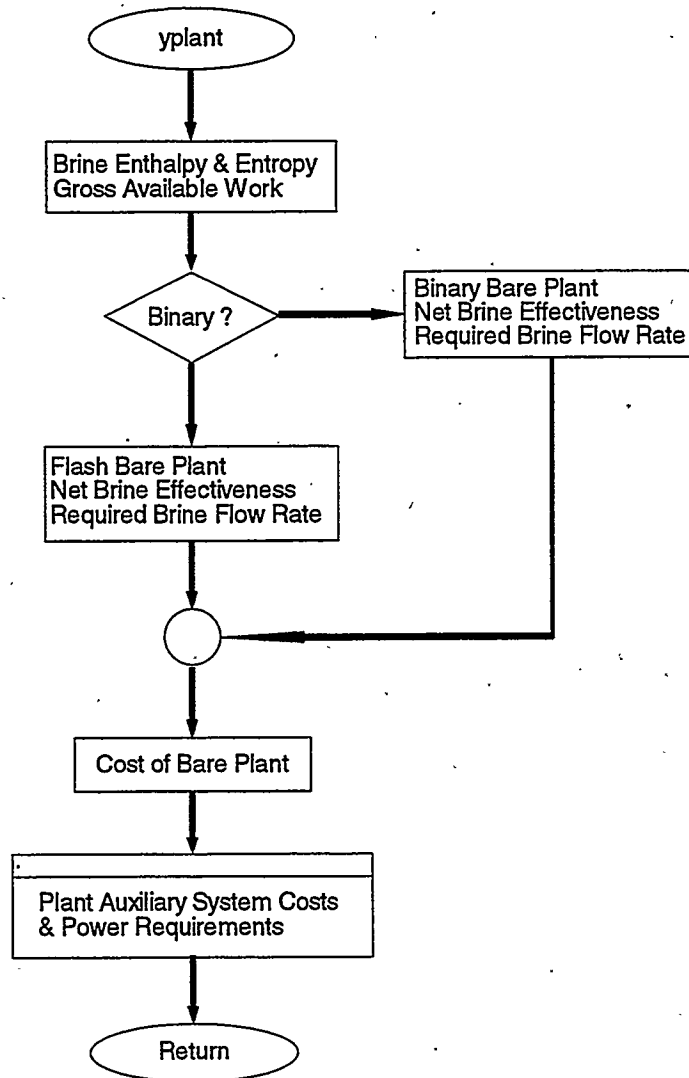 yplant
Brine Enthalpy & Entropy
Gross Available Work
Binary ?
Binary Bare Plant
Net Brine Effectiveness
Required Brine Flow Rate
Flash Bare Plant
Net Brine Effectiveness
Required Brine Flow Rate
Cost of Bare Plant
Plant Auxiliary System Costs
& Power Requirements
Return